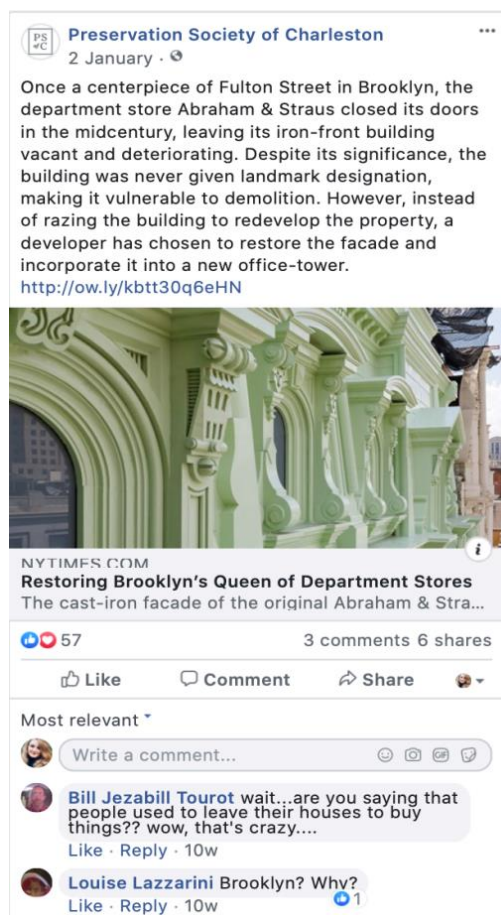 PS
of C
Preservation Society of Charleston
2 January ·
Once a centerpiece of Fulton Street in Brooklyn, the
department store Abraham & Straus closed its doors
in the midcentury, leaving its iron-front building
vacant and deteriorating. Despite its significance, the
building was never given landmark designation,
making it vulnerable to demolition. However, instead
of razing the building to redevelop the property, a
developer has chosen to restore the facade and
incorporate it into a new office-tower.
http://ow.ly/kbtt30q6eHN
i
NYTIMES.COM
Restoring Brooklyn's Queen of Department Stores
The cast-iron facade of the original Abraham & Stra...
57 3 comments 6 shares
Like Comment Share
Most relevant
Write a comment... GIF
Bill Jezabill Tourot wait...are you saying that
people used to leave their houses to buy
things?? wow, that's crazy....
Like · Reply · 10w
Louise Lazzarini Brooklyn? Why?
Like · Reply · 10w 1